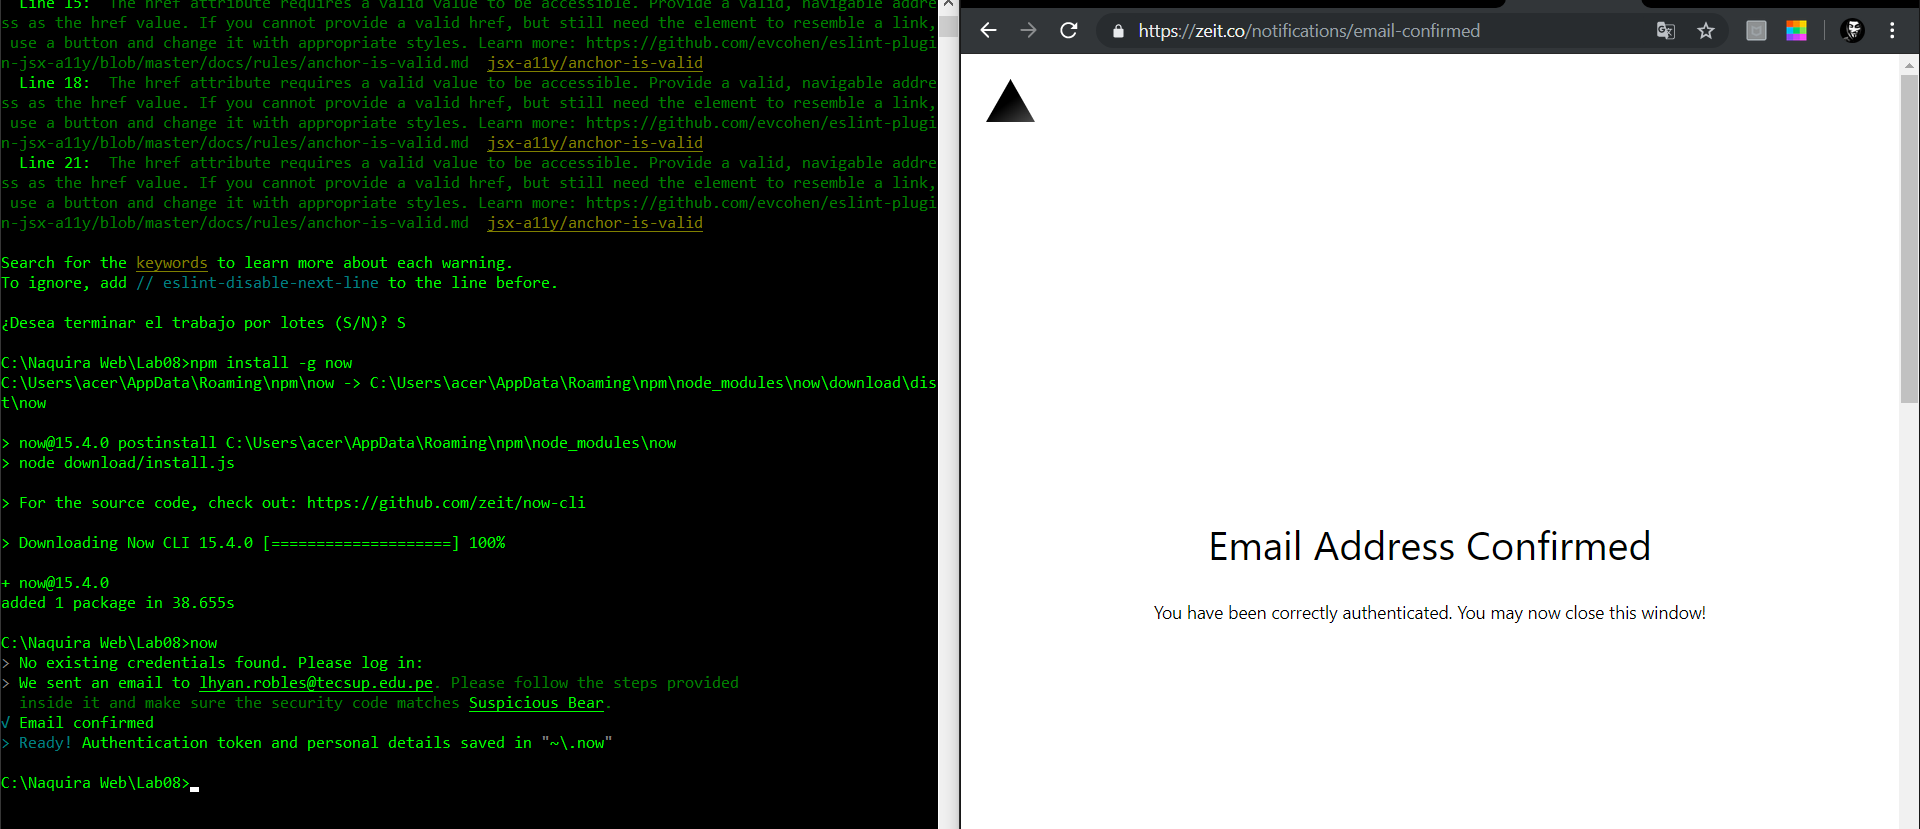 Line 15:  The href attribute requires a valid value to be accessible. Provide a valid, navigable addre
ss as the href value. If you cannot provide a valid href, but still need the element to resemble a link,
 use a button and change it with appropriate styles. Learn more: https://github.com/evcohen/eslint-plugi
n-jsx-a11y/blob/master/docs/rules/anchor-is-valid.md  jsx-a11y/anchor-is-valid
  Line 18:  The href attribute requires a valid value to be accessible. Provide a valid, navigable addre
ss as the href value. If you cannot provide a valid href, but still need the element to resemble a link,
 use a button and change it with appropriate styles. Learn more: https://github.com/evcohen/eslint-plugi
n-jsx-a11y/blob/master/docs/rules/anchor-is-valid.md  jsx-a11y/anchor-is-valid
  Line 21:  The href attribute requires a valid value to be accessible. Provide a valid, navigable addre
ss as the href value. If you cannot provide a valid href, but still need the element to resemble a link,
 use a button and change it with appropriate styles. Learn more: https://github.com/evcohen/eslint-plugi
n-jsx-a11y/blob/master/docs/rules/anchor-is-valid.md  jsx-a11y/anchor-is-valid
Search for the keywords to learn more about each warning.
To ignore, add // eslint-disable-next-line to the line before.
¿Desea terminar el trabajo por lotes (S/N)? S
C:\Naquira Web\Lab08>npm install -g now
C:\Users\acer\AppData\Roaming\npm\now -> C:\Users\acer\AppData\Roaming\npm\node_modules\now\download\dis
t\now
> now@15.4.0 postinstall C:\Users\acer\AppData\Roaming\npm\node_modules\now
> node download/install.js
> For the source code, check out: https://github.com/zeit/now-cli
> Downloading Now CLI 15.4.0 [====================] 100%
+ now@15.4.0
added 1 package in 38.655s
C:\Naquira Web\Lab08>now
> No existing credentials found. Please log in:
> We sent an email to lhyan.robles@tecsup.edu.pe. Please follow the steps provided
  inside it and make sure the security code matches Suspicious Bear.
√ Email confirmed
> Ready! Authentication token and personal details saved in "~\.now"
C:\Naquira Web\Lab08>
https://zeit.co/notifications/email-confirmed
Email Address Confirmed
You have been correctly authenticated. You may now close this window!